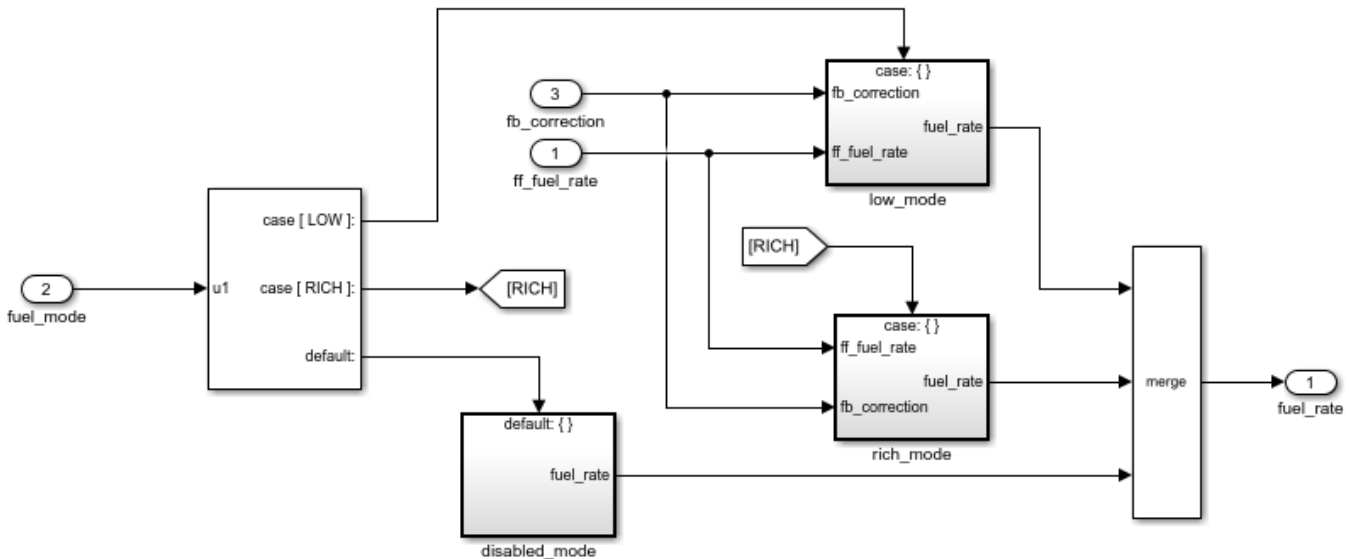 case: { }
fb_correction
fuel_rate
ff_fuel_rate
low_mode
3
fb_correction
1
ff_fuel_rate
case [ LOW ]:
u1
case [ RICH ]:
default:
2
fuel_mode
[RICH]
[RICH]
case: { }
ff_fuel_rate
fuel_rate
fb_correction
rich_mode
default: { }
fuel_rate
disabled_mode
merge
1
fuel_rate